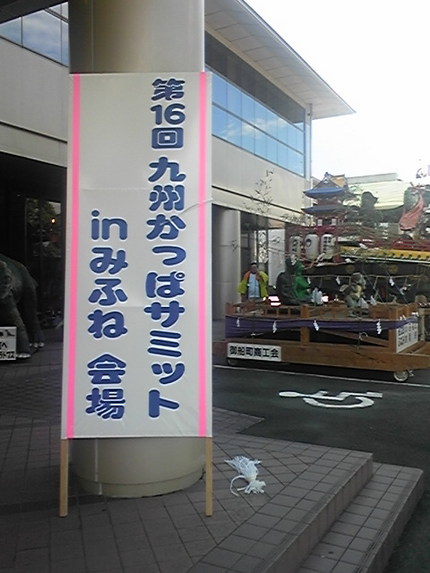 第16回 九州かっぱサミット
inみふね 会場
御船町商工会